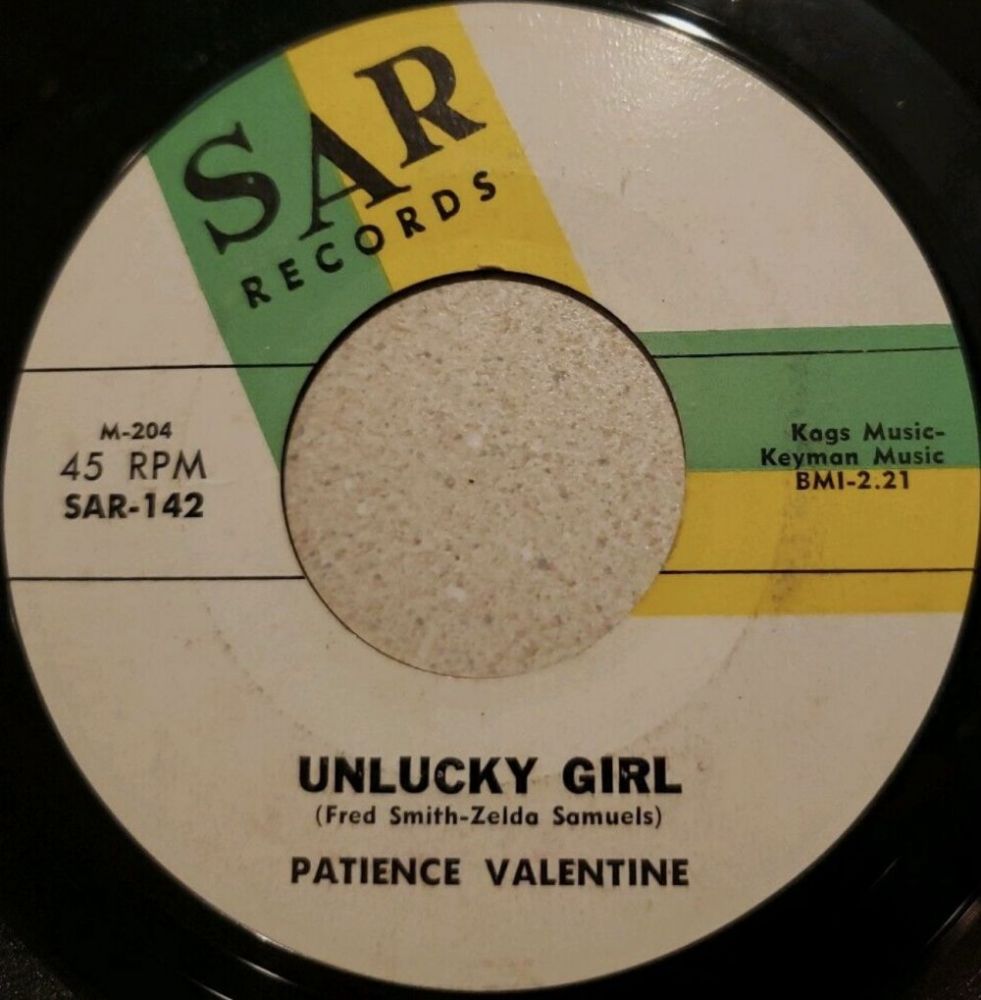 SAR
RECORDS
M-204
45 RPM
SAR-142
Kags Music-
Keyman Music
BMI-2.21
UNLUCKY GIRL
(Fred Smith-Zelda Samuels)
PATIENCE VALENTINE